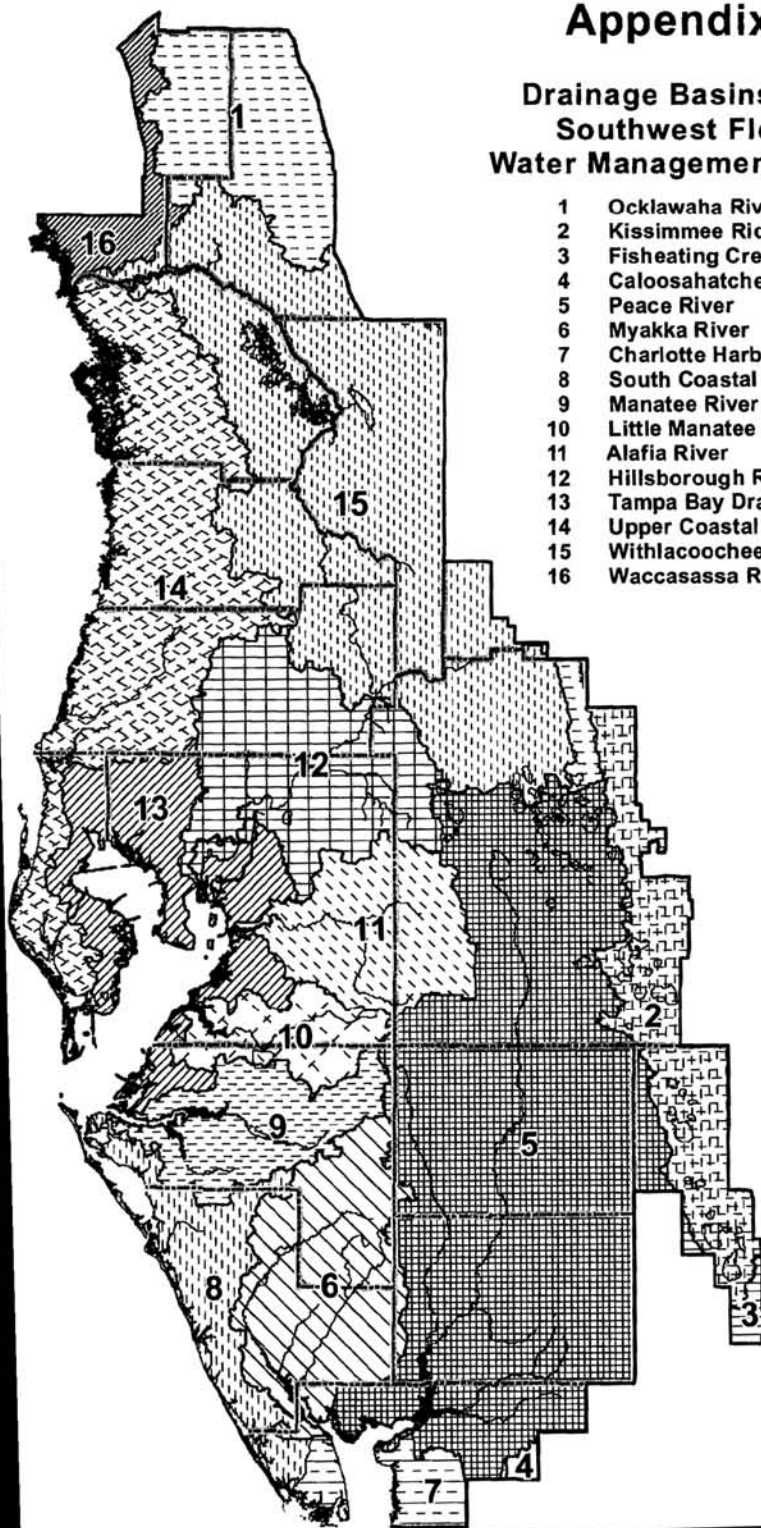 Appendix
Drainage Basins
Southwest Flo
Water Managemen
1 Ocklawaha Riv
2 Kissimmee Rid
3 Fisheating Cre
4 Caloosahatche
5 Peace River
6 Myakka River
7 Charlotte Harb
8 South Coastal
9 Manatee River
10 Little Manatee
11 Alafia River
12 Hillsborough R
13 Tampa Bay Dra
14 Upper Coastal
15 Withlacoochee
16 Waccasassa R
1
16
15
14
12
13
11
2
10
9
5
8
6
3
4
7